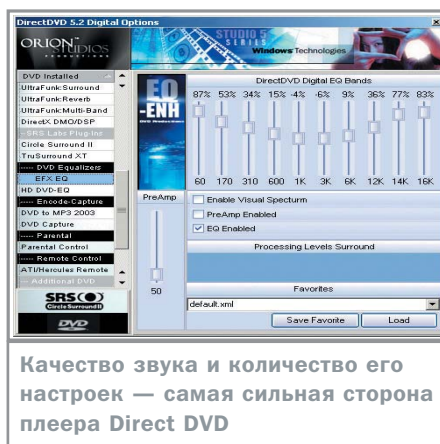 DirectDVD 5.2 Digital Options
ORION
STUDIOS
STUDIO 5
SERIES
Windows Technologies
DVD Installed
UltraFunk:Surround
UltraFunk:Reverb
UltraFunk:Multi-Band
DirectX DMO/DSP
-SRS Labs Plug-Inz
Circle Surround II
TruSurround XT
----- DVD Equalizers
EFX EQ
HD DVD-EQ
----- Encode-Capture
DVD to MP3 2003
DVD Capture
----- Parental
Parental Control
----- Remote Control
ATI/Hercules Remote
-- Additional DVD
SRS
Circle Surround II
DVD
EQ
-ENH
DirectDVD Digital EQ Bands
87% 53% 34% 15% -4% -6% 9% 36% 77% 83%
60 170 310 600 1K 3K 6K 12K 14K 16K
PreAmp
50
Enable Visual Specturm
PreAmp Enabled
EQ Enabled
Processing Levels Surround
Favorites
default.xml
Save Favorite
Load
Качество звука и количество его
настроек — самая сильная сторона
плеера Direct DVD